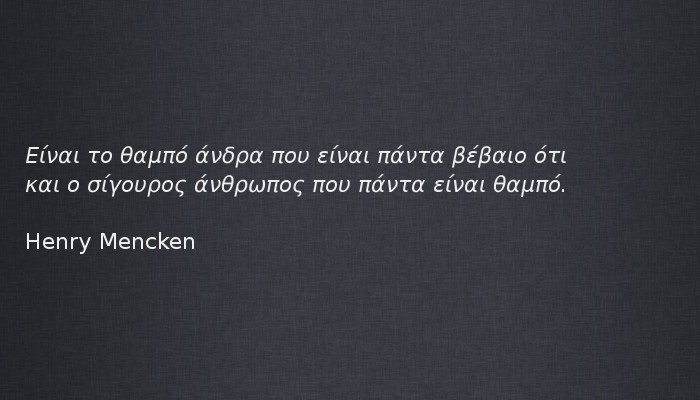 Είναι το θαμπό άνδρα που είναι πάντα βέβαιο ότι
και ο σίγουρος άνθρωπος που πάντα είναι θαμπό.
Henry Mencken